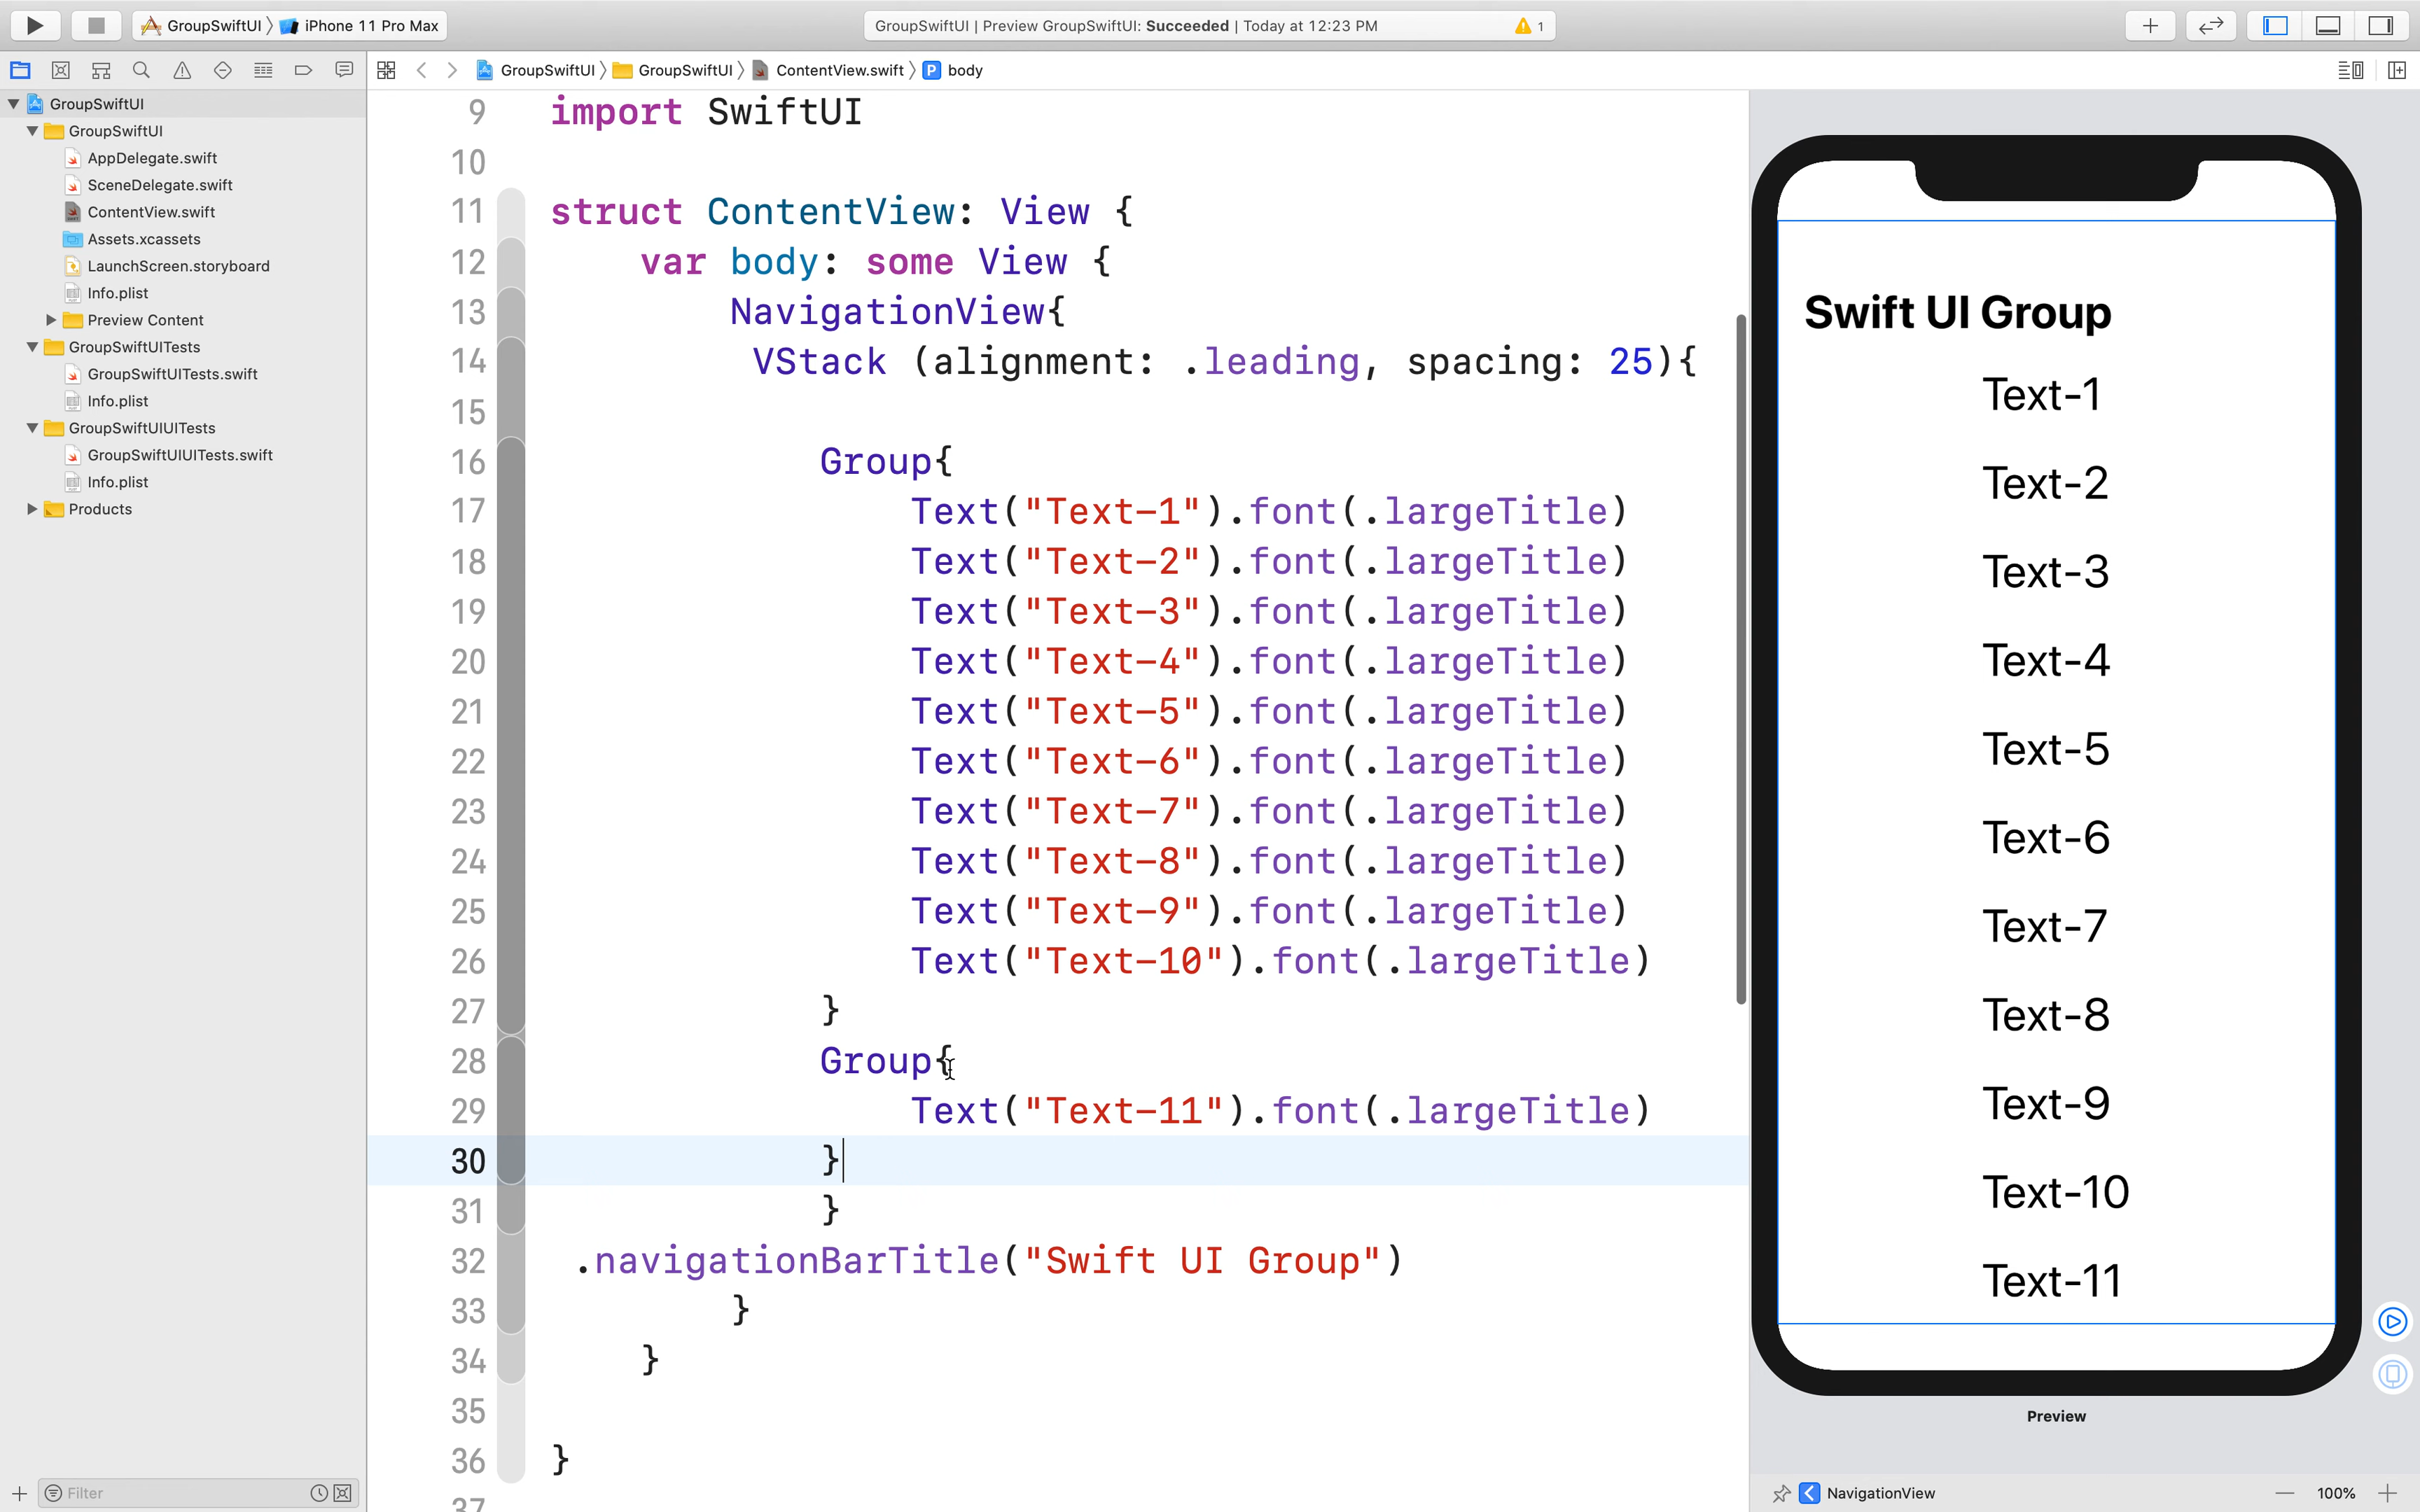 GroupSwiftUI 〉 iPhone 11 Pro Max
GroupSwiftUI | Preview GroupSwiftUI: Succeeded | Today at 12:23 PM
1
GroupSwiftUI 〉 GroupSwiftUI 〉 ContentView.swift 〉 P body
GroupSwiftUI
GroupSwiftUI
AppDelegate.swift
SceneDelegate.swift
ContentView.swift
Assets.xcassets
LaunchScreen.storyboard
Info.plist
Preview Content
GroupSwiftUITests
GroupSwiftUITests.swift
Info.plist
GroupSwiftUIUITests
GroupSwiftUIUITests.swift
Info.plist
Products
Filter
9 import SwiftUI
10
11 struct ContentView: View {
12 var body: some View {
13 NavigationView{
14 VStack (alignment: .leading, spacing: 25){
15
16 Group{
17 Text("Text-1").font(.largeTitle)
18 Text("Text-2").font(.largeTitle)
19 Text("Text-3").font(.largeTitle)
20 Text("Text-4").font(.largeTitle)
21 Text("Text-5").font(.largeTitle)
22 Text("Text-6").font(.largeTitle)
23 Text("Text-7").font(.largeTitle)
24 Text("Text-8").font(.largeTitle)
25 Text("Text-9").font(.largeTitle)
26 Text("Text-10").font(.largeTitle)
27 }
28 Group{
29 Text("Text-11").font(.largeTitle)
30 }
31 }
32 .navigationBarTitle("Swift UI Group")
33 }
34 }
35
36 }
37
Swift UI Group
Text-1
Text-2
Text-3
Text-4
Text-5
Text-6
Text-7
Text-8
Text-9
Text-10
Text-11
Preview
NavigationView
100%